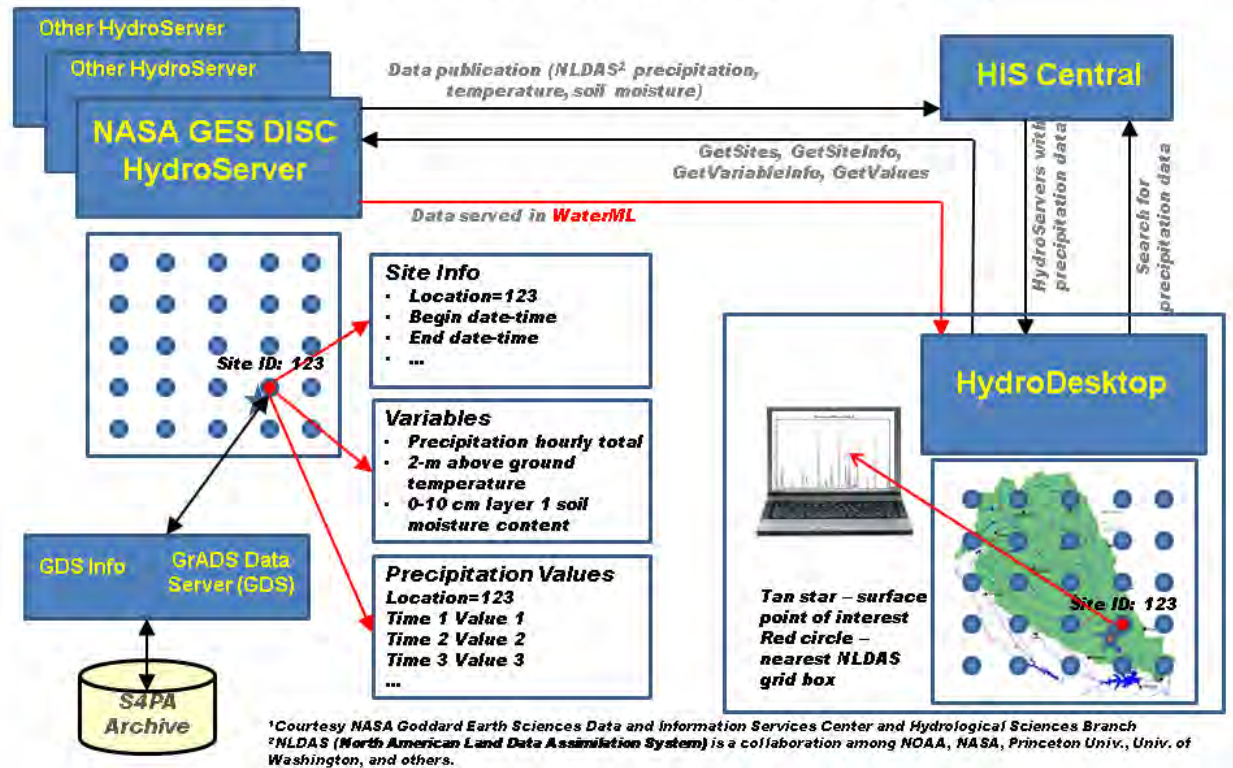 Other HydroServer
Other HydroServer
NASA GES DISC
HydroServer
Data publication (NLDAS² precipitation,
temperature, soil moisture)
HIS Central
GetSites, GetSiteInfo,
GetVariableInfo, GetValues
Data served in WaterML
HydroServers with
precipitation data
Search for
precipitation data
Site ID: 123
Site Info
· Location=123
· Begin date-time
· End date-time
· ...
Variables
· Precipitation hourly total
· 2-m above ground
temperature
· 0-10 cm layer 1 soil
moisture content
Precipitation Values
Location=123
Time 1 Value 1
Time 2 Value 2
Time 3 Value 3
...
GDS Info
GrADS Data
Server (GDS)
S4PA
Archive
HydroDesktop
Tan star – surface
point of interest
Red circle –
nearest NLDAS
grid box
Site ID: 123
¹Courtesy NASA Goddard Earth Sciences Data and Information Services Center and Hydrological Sciences Branch
²NLDAS (North American Land Data Assimilation System) is a collaboration among NOAA, NASA, Princeton Univ., Univ. of
Washington, and others.